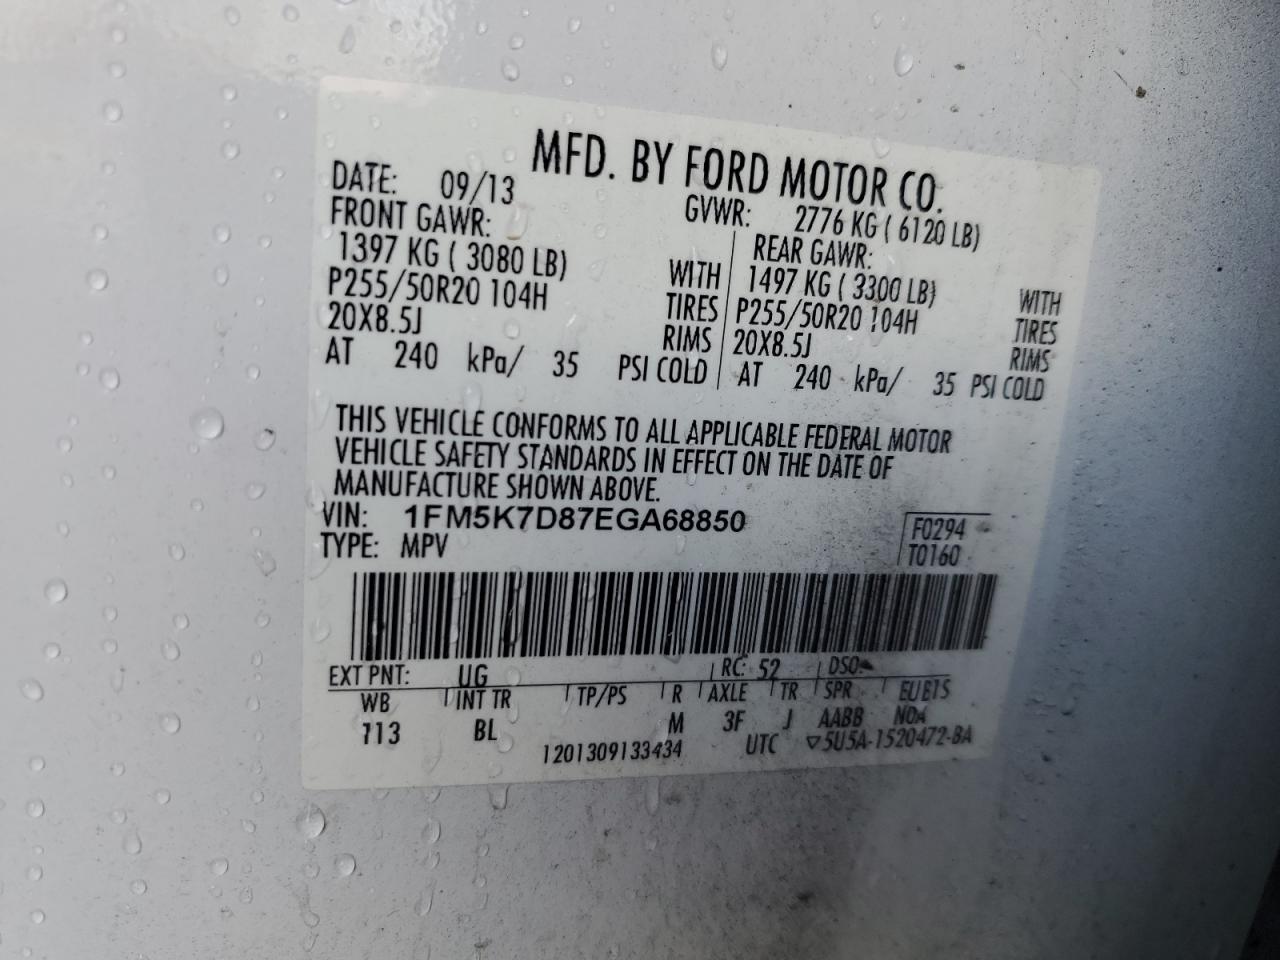 MFD. BY FORD MOTOR CO.
DATE: 09/13 GVWR: 2776 KG ( 6120 LB)
FRONT GAWR: REAR GAWR:
1397 KG ( 3080 LB) WITH 1497 KG ( 3300 LB) WITH
P255/50R20 104H TIRES P255/50R20 104H TIRES
20X8.5J RIMS 20X8.5J RIMS
AT 240 kPa/ 35 PSI COLD AT 240 kPa/ 35 PSI COLD
THIS VEHICLE CONFORMS TO ALL APPLICABLE FEDERAL MOTOR
VEHICLE SAFETY STANDARDS IN EFFECT ON THE DATE OF
MANUFACTURE SHOWN ABOVE.
VIN: 1FM5K7D87EGA68850 F0294
TYPE: MPV T0160
EXT PNT: UG RC: 52 DSO:
WB INT TR TP/PS R AXLE TR SPR
113 BL M 3F J AABB
1201309133434 UTC ▽5U5A-1520472-BA